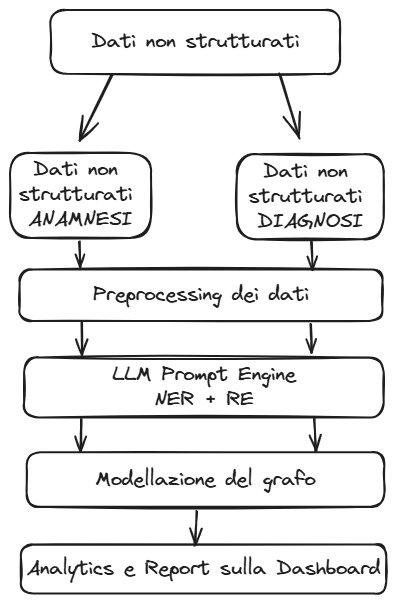 Dati non strutturati
Dati non
strutturati
ANAMNESI
Dati non
strutturati
DIAGNOSI
Preprocessing dei dati
LLM Prompt Engine
NER + RE
Modellazione del grafo
Analytics e Report sulla Dashboard